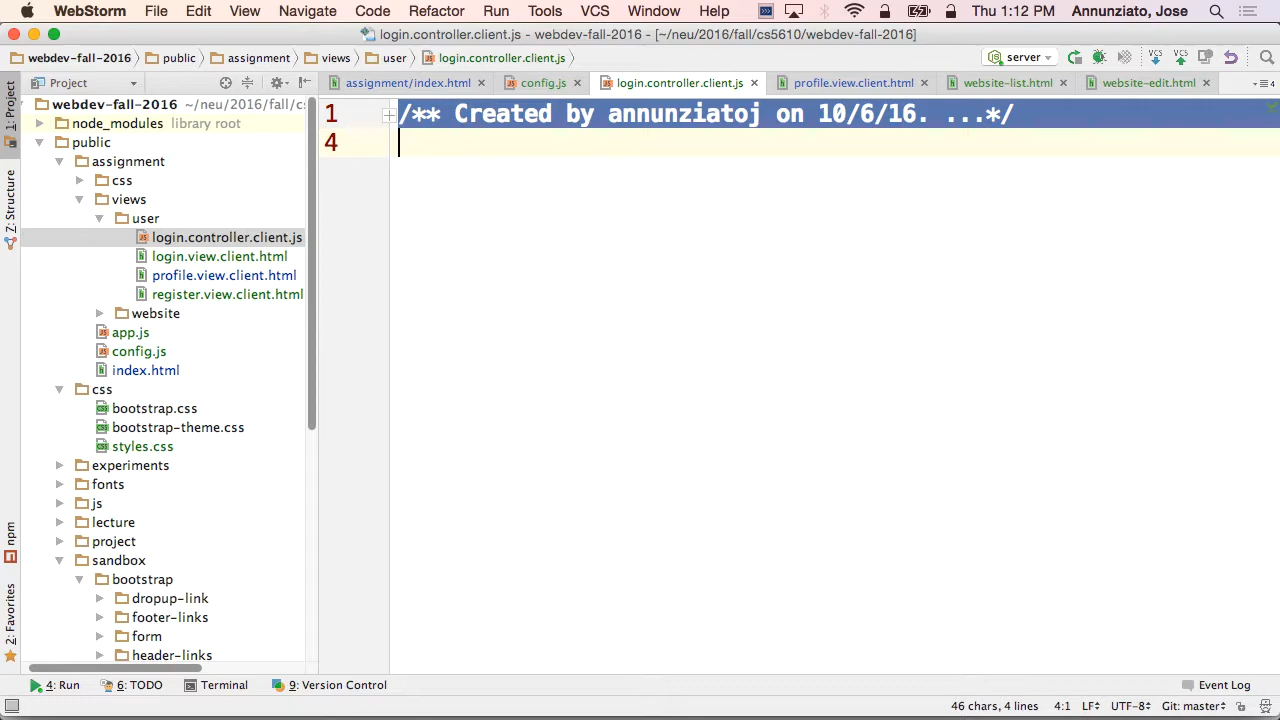 WebStorm File Edit View Navigate Code Refactor Run Tools VCS Window Help Thu 1:12 PM Annunziato, Jose
login.controller.client.js - webdev-fall-2016 - [~/neu/2016/fall/cs5610/webdev-fall-2016]
webdev-fall-2016 public assignment views user login.controller.client.js server VCS VCS
Project assignment/index.html config.js login.controller.client.js profile.view.client.html website-list.html website-edit.html 4
1: Project
Z: Structure
npm
2: Favorites
webdev-fall-2016 ~/neu/2016/fall/c
node_modules library root
public
assignment
css
views
user
login.controller.client.js
login.view.client.html
profile.view.client.html
register.view.client.html
website
app.js
config.js
index.html
css
bootstrap.css
bootstrap-theme.css
styles.css
experiments
fonts
js
lecture
project
sandbox
bootstrap
dropup-link
footer-links
form
header-links
1 /** Created by annunziatoj on 10/6/16. ...*/
4
4: Run 6: TODO Terminal 9: Version Control Event Log
46 chars, 4 lines 4:1 LF UTF-8 Git: master